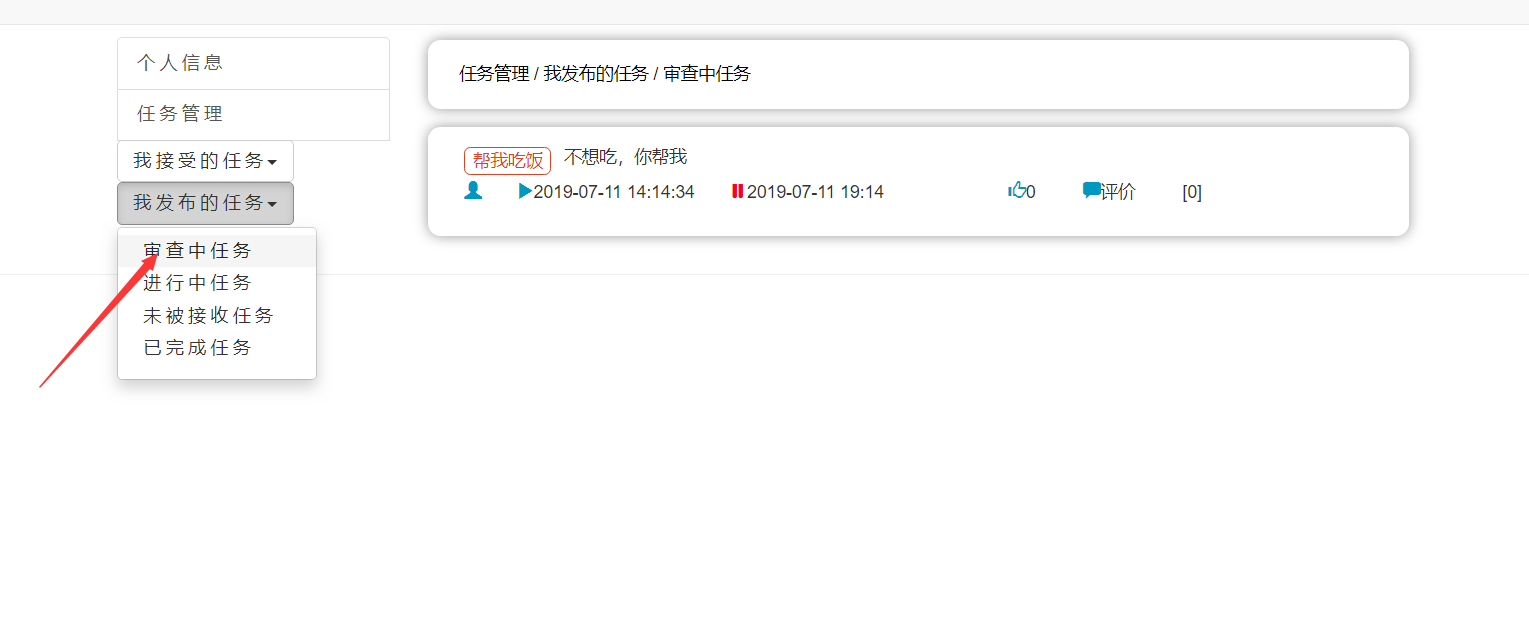 个人信息
任务管理
我接受的任务
我发布的任务
审查中任务
进行中任务
未被接收任务
已完成任务
任务管理 / 我发布的任务 / 审查中任务
帮我吃饭 不想吃，你帮我
2019-07-11 14:14:34 2019-07-11 19:14 0 评价 [0]